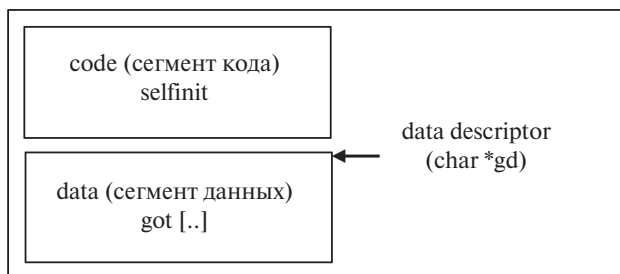 code (сегмент кода)
selfinit
data descriptor
(char *gd)
data (сегмент данных)
got [..]